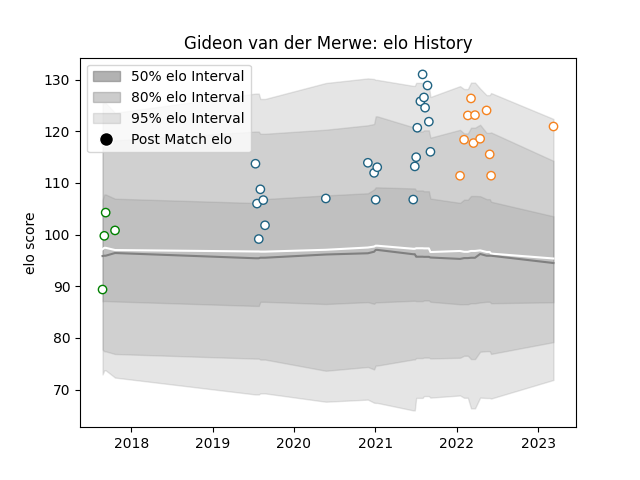 Gideon van der Merwe: elo History
50% elo Interval
80% elo Interval
95% elo Interval
Post Match elo
elo score
130
120
110
100
90
80
70
2018 2019 2020 2021 2022 2023